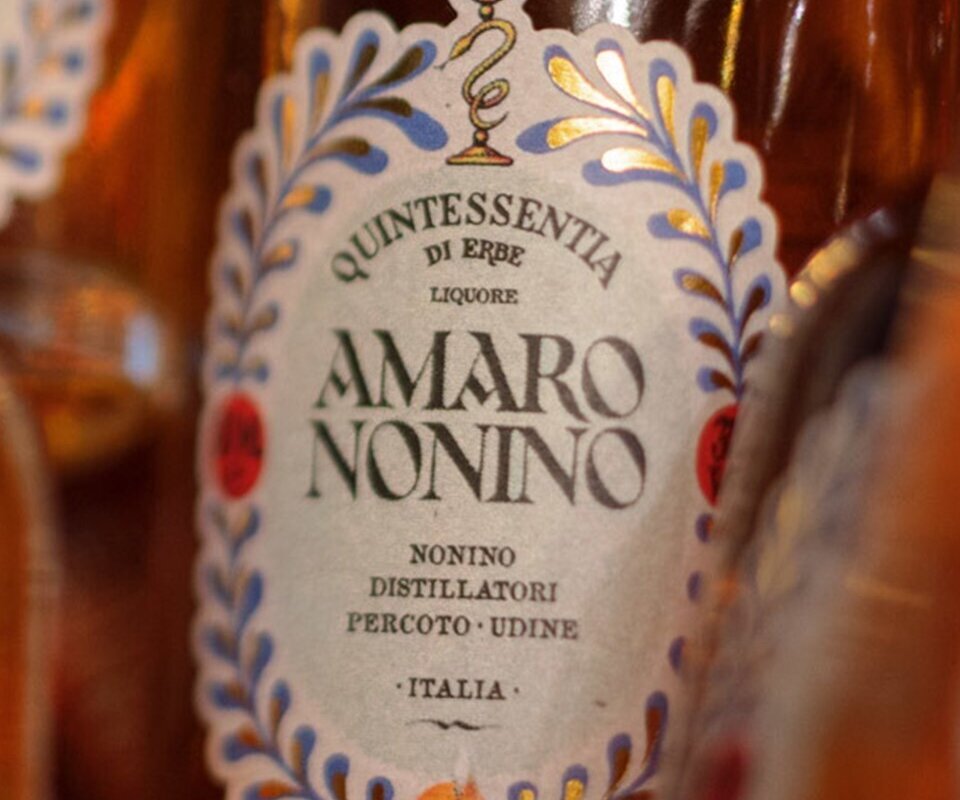 QUINTESSENTIA
DI ERBE
LIQUORE
AMARO
NONINO
NONINO
DISTILLATORI
PERCOTO · UDINE
· ITALIA ·